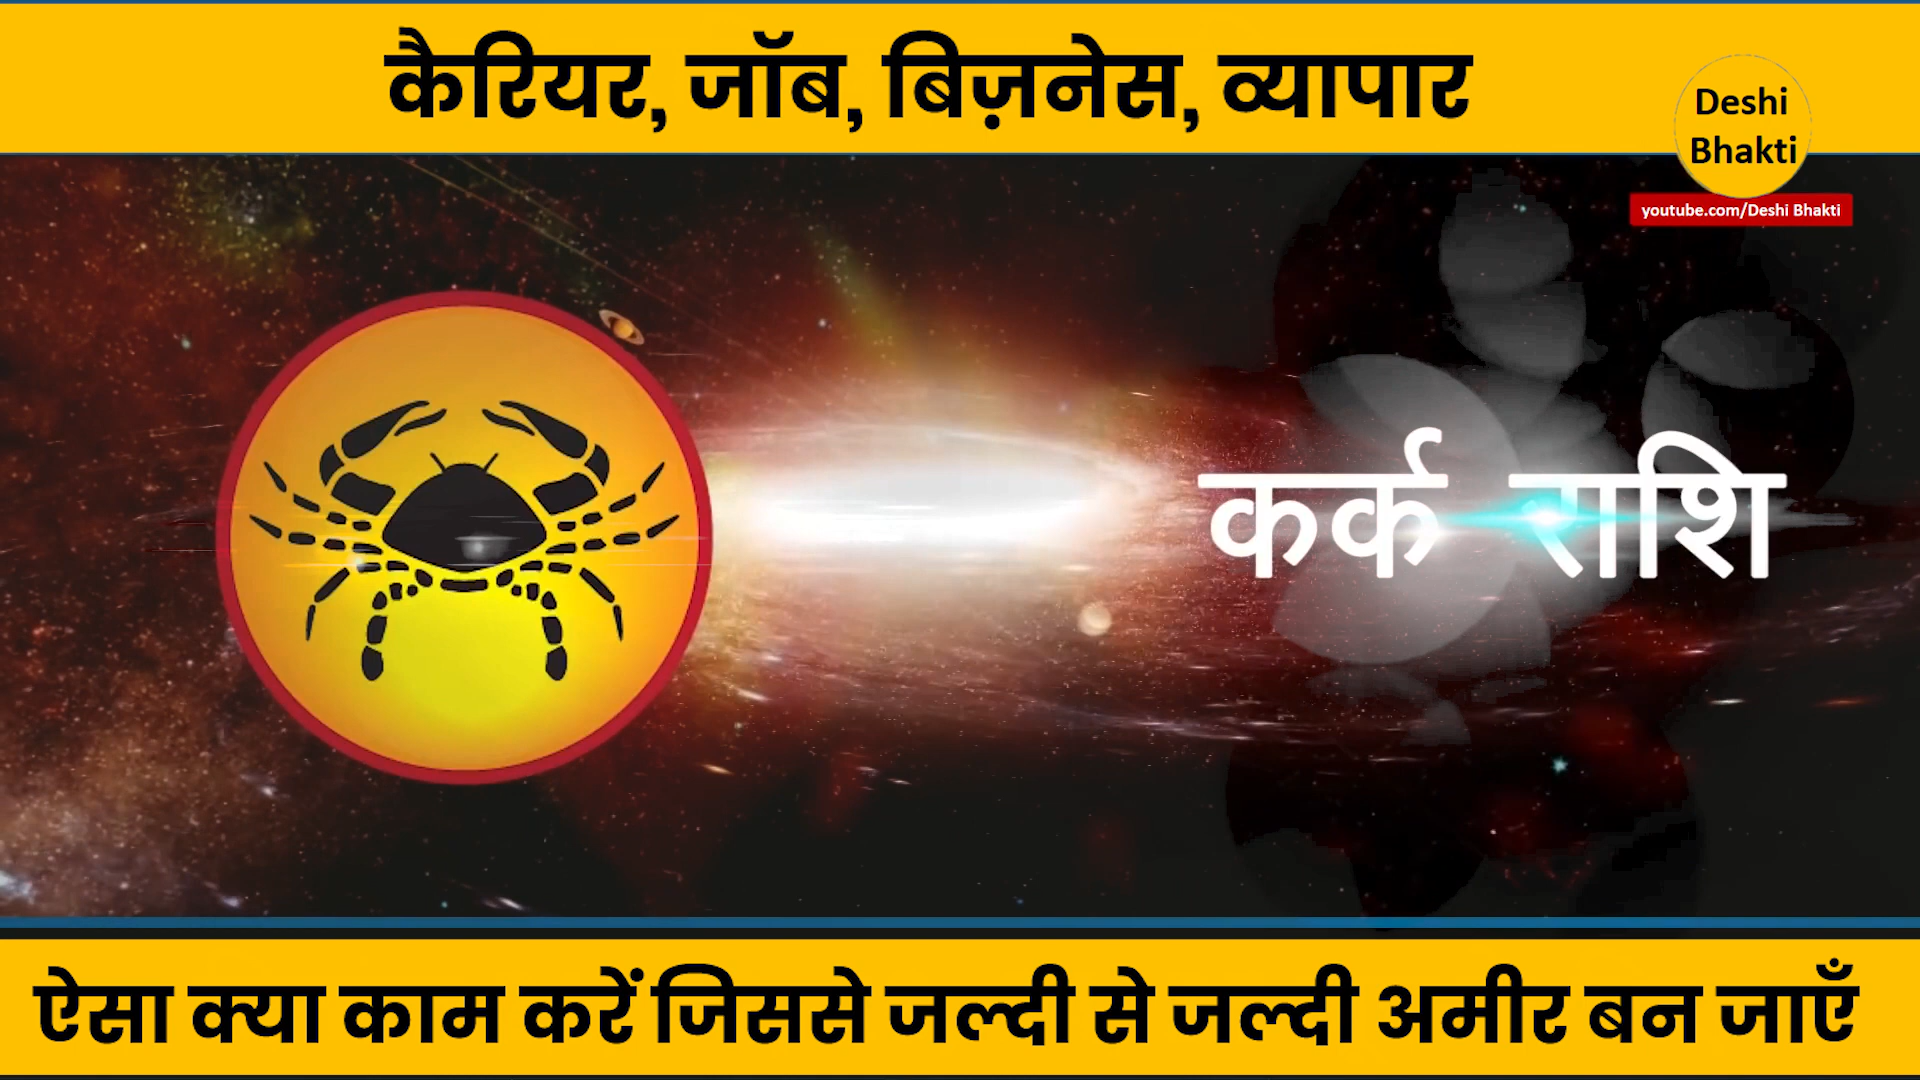 कैरियर, जॉब, बिज़नेस, व्यापार
Deshi
Bhakti
youtube.com/Deshi Bhakti
कर्क राशि
ऐसा क्या काम करें जिससे जल्दी से जल्दी अमीर बन जाएँ